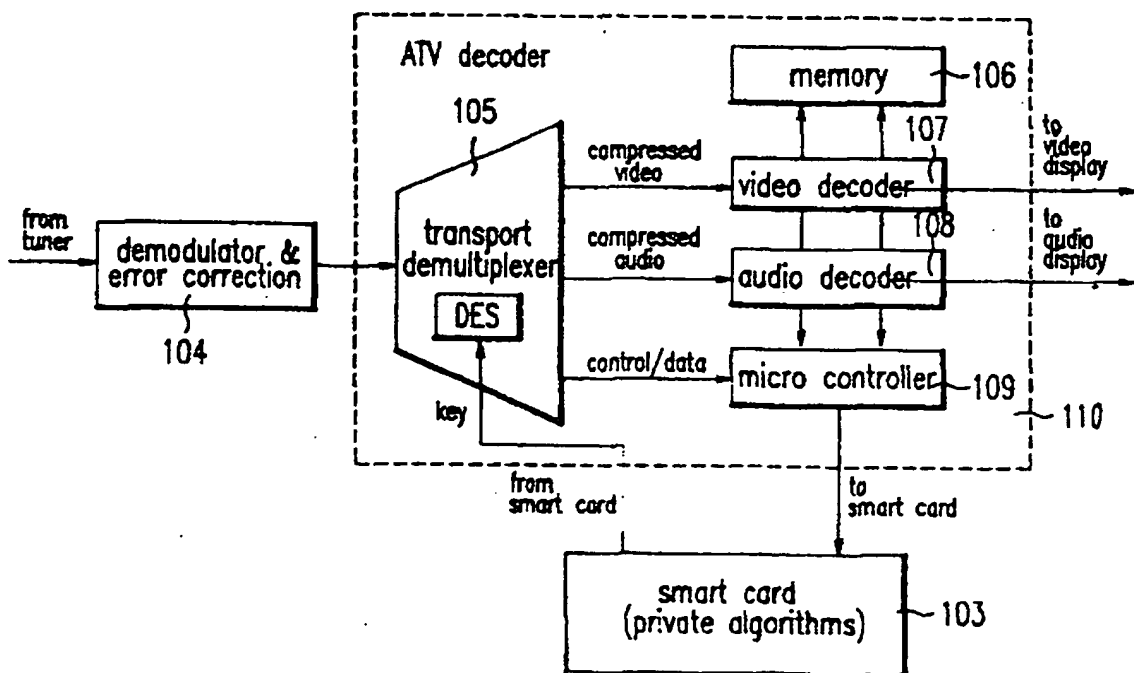 ATV decoder
memory
106
105
107
to
video
display
compressed
video
video decoder
from
tuner
demodulator &
error correction
104
transport
demultiplexer
DES
compressed
audio
108
to
audio
display
audio decoder
control/data
micro controller
109
key
110
from
smart card
to
smart card
smart card
(private algorithms)
103